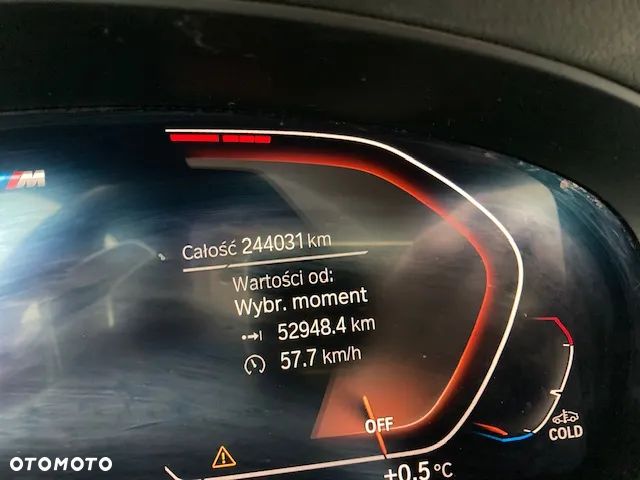 M
Całość 244031 km
Wartości od:
Wybr. moment
52948.4 km
57.7 km/h
OFF
COLD
+0.5 °C
OTOMOTO